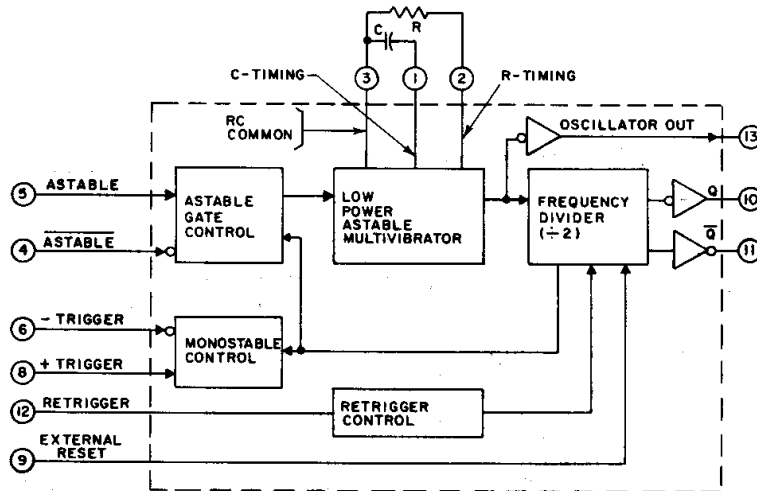 R
C
3
1
2
C-TIMING
R-TIMING
RC
COMMON
OSCILLATOR OUT
13
5
ASTABLE
ASTABLE
GATE
CONTROL
LOW
POWER
ASTABLE
MULTIVIBRATOR
FREQUENCY
DIVIDER
(÷2)
Q
10
4
A̅S̅T̅A̅B̅L̅E̅
Q̅
11
6
- TRIGGER
MONOSTABLE
CONTROL
8
+ TRIGGER
12
RETRIGGER
RETRIGGER
CONTROL
9
EXTERNAL
RESET